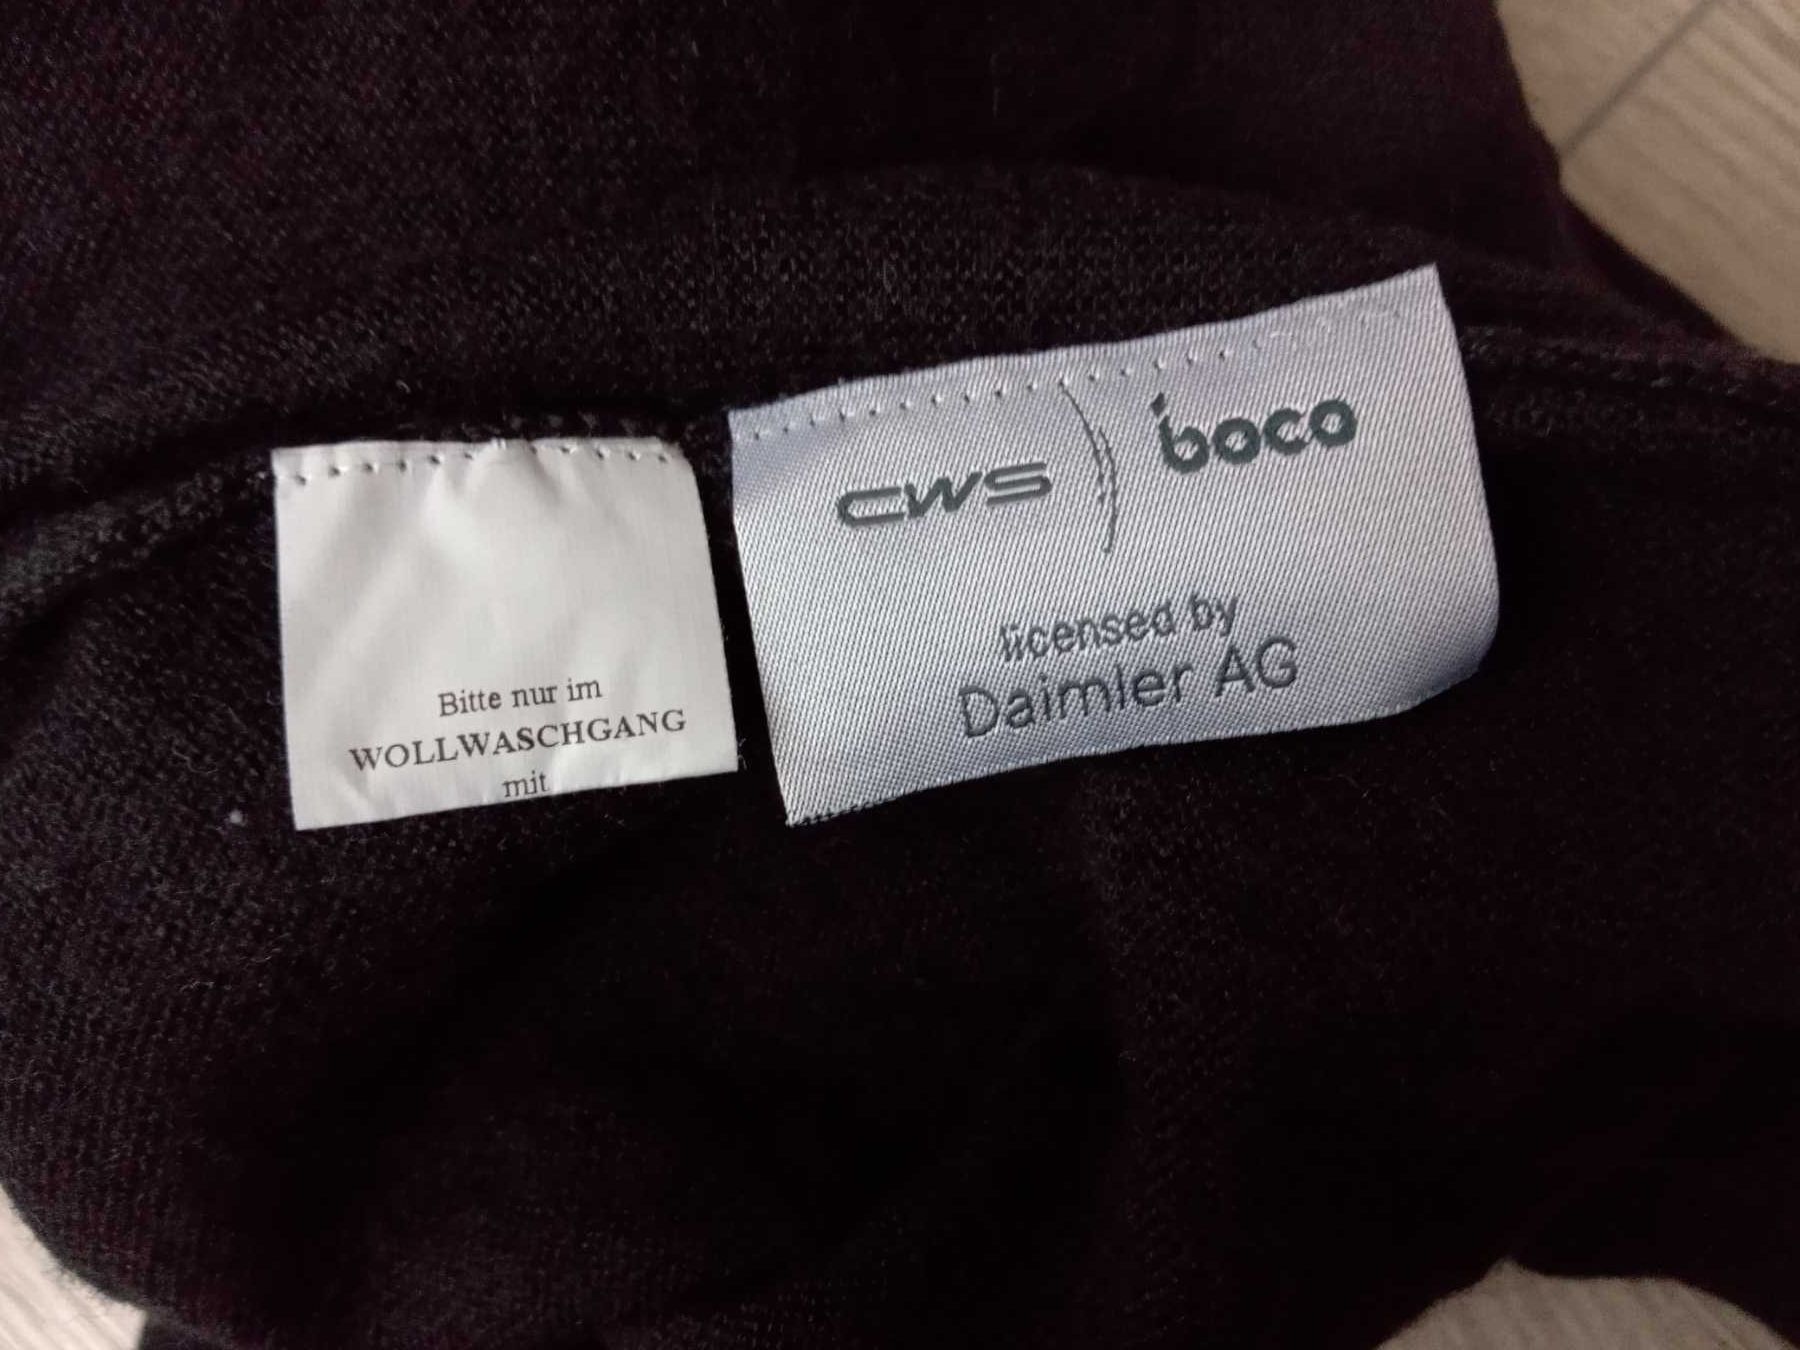 Bitte nur im
WOLLWASCHGANG
mit
CWS boco
licensed by
Daimler AG